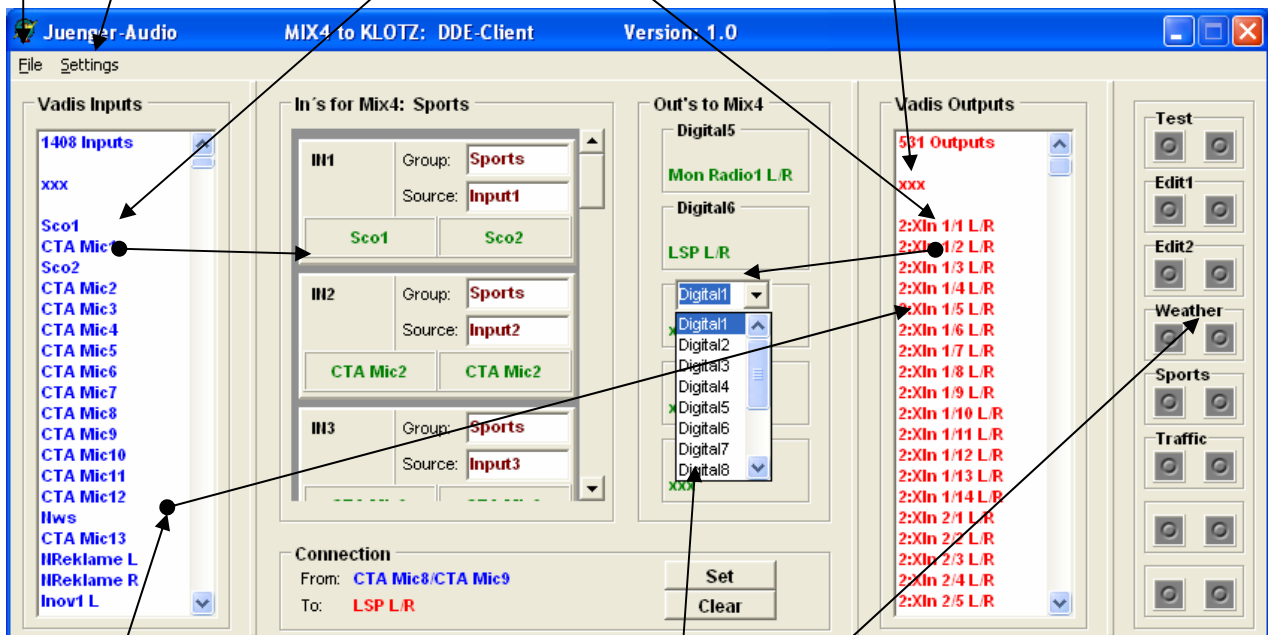 Juenger-Audio MIX4 to KLOTZ: DDE-Client Version: 1.0
File Settings
Vadis Inputs
1408 Inputs
xxx
Sco1
CTA Mic1
Sco2
CTA Mic2
CTA Mic3
CTA Mic4
CTA Mic5
CTA Mic6
CTA Mic7
CTA Mic8
CTA Mic9
CTA Mic10
CTA Mic11
CTA Mic12
Nws
CTA Mic13
NReklame L
NReklame R
Inov1 L
In´s for Mix4: Sports
IN1 Group: Sports
Source: Input1
Sco1 Sco2
IN2 Group: Sports
Source: Input2
CTA Mic2 CTA Mic2
IN3 Group: Sports
Source: Input3
Out's to Mix4
Digital5
Mon Radio1 L/R
Digital6
LSP L/R
Digital1
Digital1
Digital2
Digital3
Digital4
Digital5
Digital6
Digital7
Digital8
xxx
Connection
From: CTA Mic8/CTA Mic9
To: LSP L/R
Set
Clear
Vadis Outputs
531 Outputs
xxx
2:XIn 1/1 L/R
2:XIn 1/2 L/R
2:XIn 1/3 L/R
2:XIn 1/4 L/R
2:XIn 1/5 L/R
2:XIn 1/6 L/R
2:XIn 1/7 L/R
2:XIn 1/8 L/R
2:XIn 1/9 L/R
2:XIn 1/10 L/R
2:XIn 1/11 L/R
2:XIn 1/12 L/R
2:XIn 1/13 L/R
2:XIn 1/14 L/R
2:XIn 2/1 L/R
2:XIn 2/2 L/R
2:XIn 2/3 L/R
2:XIn 2/4 L/R
2:XIn 2/5 L/R
Test
Edit1
Edit2
Weather
Sports
Traffic